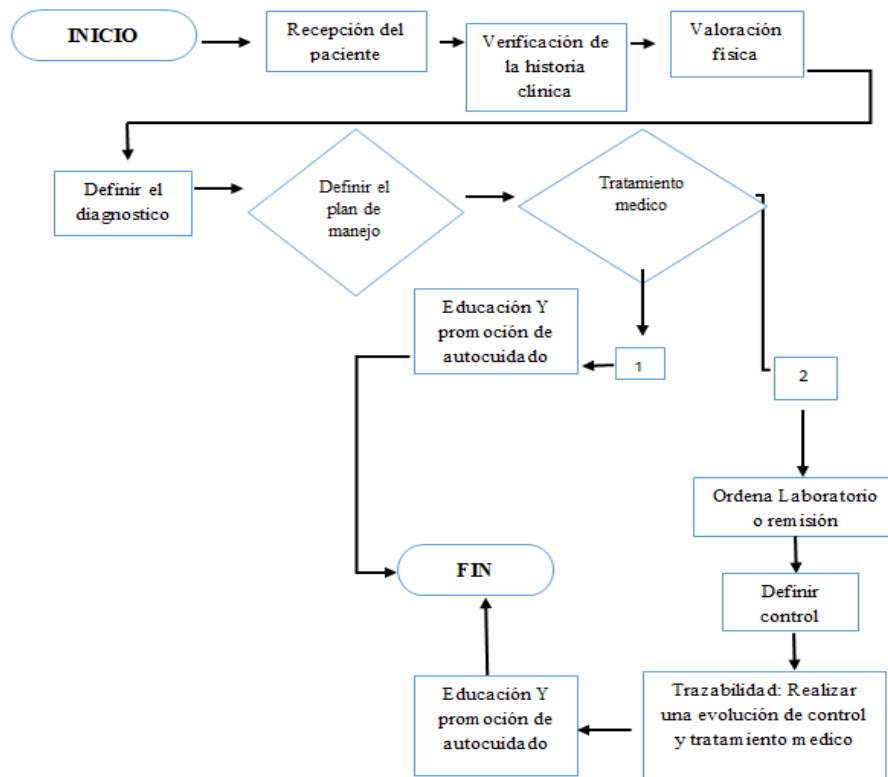 INICIO
Recepción del
paciente
Verificación de
la historia
clínica
Valoración
física
Definir el
diagnostico
Definir el
plan de
manejo
Tratamiento
medico
Educación Y
promoción de
autocuidado
1
2
Ordena Laboratorio
o remisión
FIN
Definir
control
Educación Y
promoción de
autocuidado
Trazabilidad: Realizar
una evolución de control
y tratamiento medico